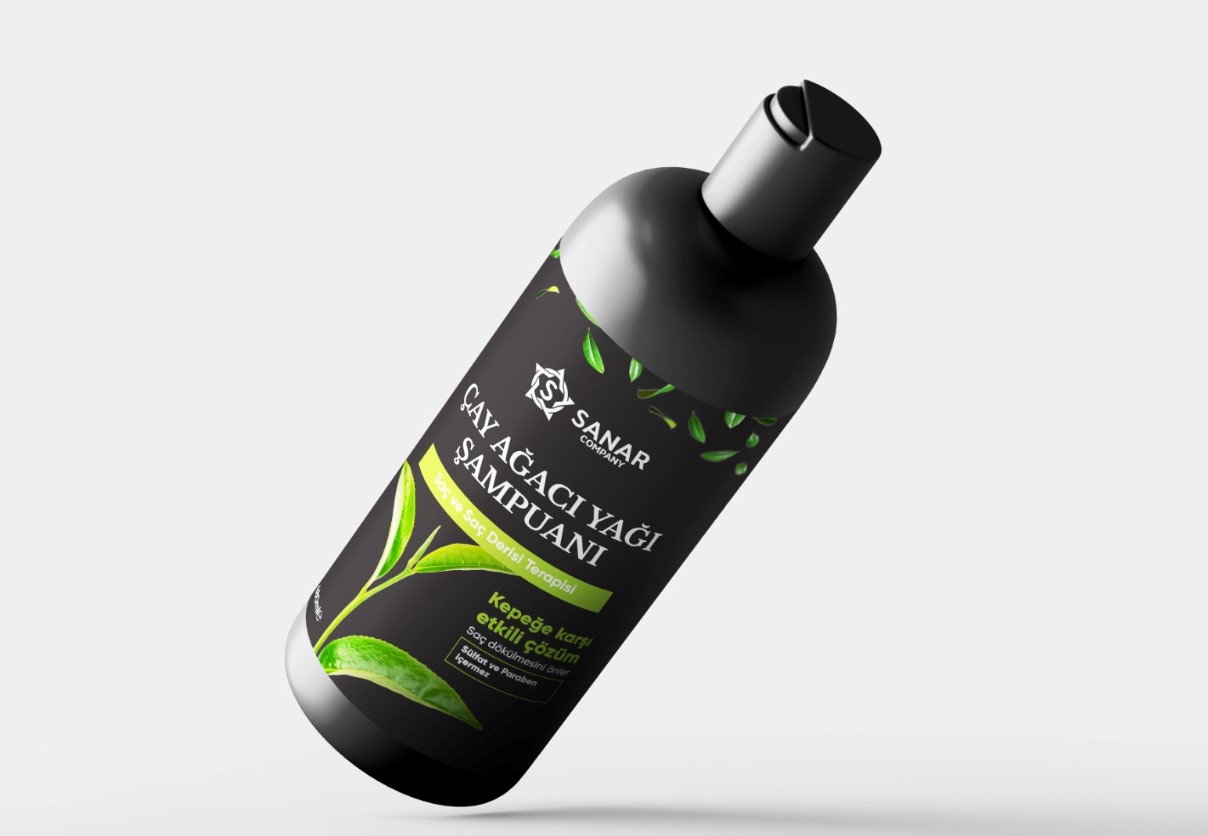 SANAR
COMPANY
ÇAY AĞACI YAĞI
ŞAMPUANI
Saç ve Saç Derisi Terapisi
Kepeğe karşı
etkili çözüm
Saç dökülmesini önler
Sülfat ve Paraben
içermez